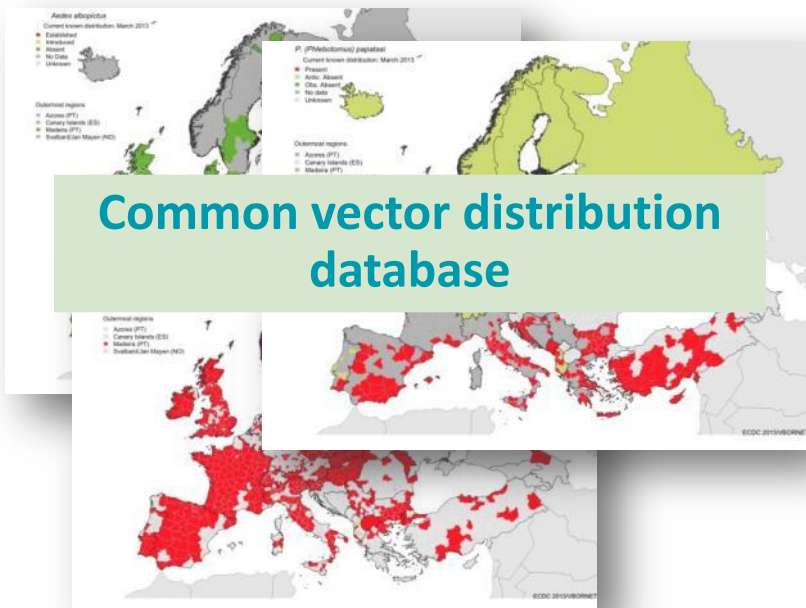 Aedes albopictus
Current known distribution: March 2013
Established
Introduced
Absent
No Data
Unknown
Outermost regions
Azores (PT)
Canary Islands (ES)
Madeira (PT)
Svalbard/Jan Mayen (NO)
P. (Phlebotomus) papatasi
Current known distribution: March 2013
Present
Antic. Absent
Obs. Absent
No data
Unknown
Outermost regions
Azores (PT)
Canary Islands (ES)
Madeira (PT)
Common vector distribution
database
Outermost regions
Azores (PT)
Canary Islands (ES)
Madeira (PT)
Svalbard/Jan Mayen (NO)
ECDC 2013/VBORNET
ECDC 2013/VBORNET